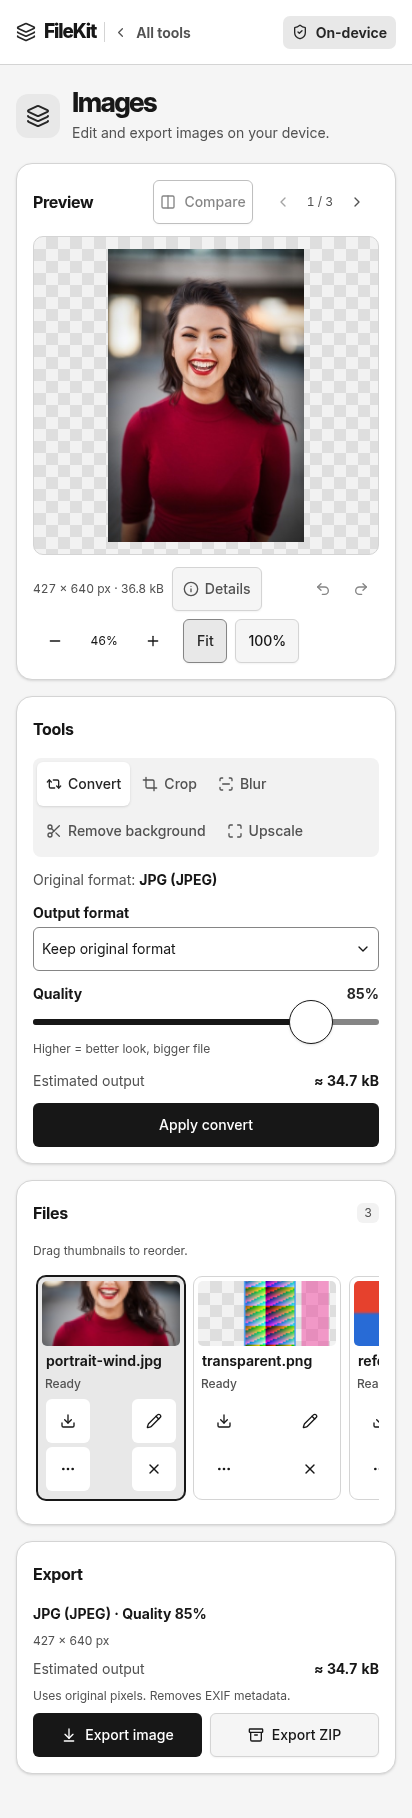 FileKit
All tools
On-device
Images
Edit and export images on your device.
Preview
Compare
1 / 3
427 × 640 px · 36.8 kB
Details
46%
Fit
100%
Tools
Convert
Crop
Blur
Remove background
Upscale
Original format: JPG (JPEG)
Output format
Keep original format
Quality
85%
Higher = better look, bigger file
Estimated output
≈ 34.7 kB
Apply convert
Files
3
Drag thumbnails to reorder.
portrait-wind.jpg
Ready
transparent.png
Ready
Export
JPG (JPEG) · Quality 85%
427 × 640 px
Estimated output
≈ 34.7 kB
Uses original pixels. Removes EXIF metadata.
Export image
Export ZIP